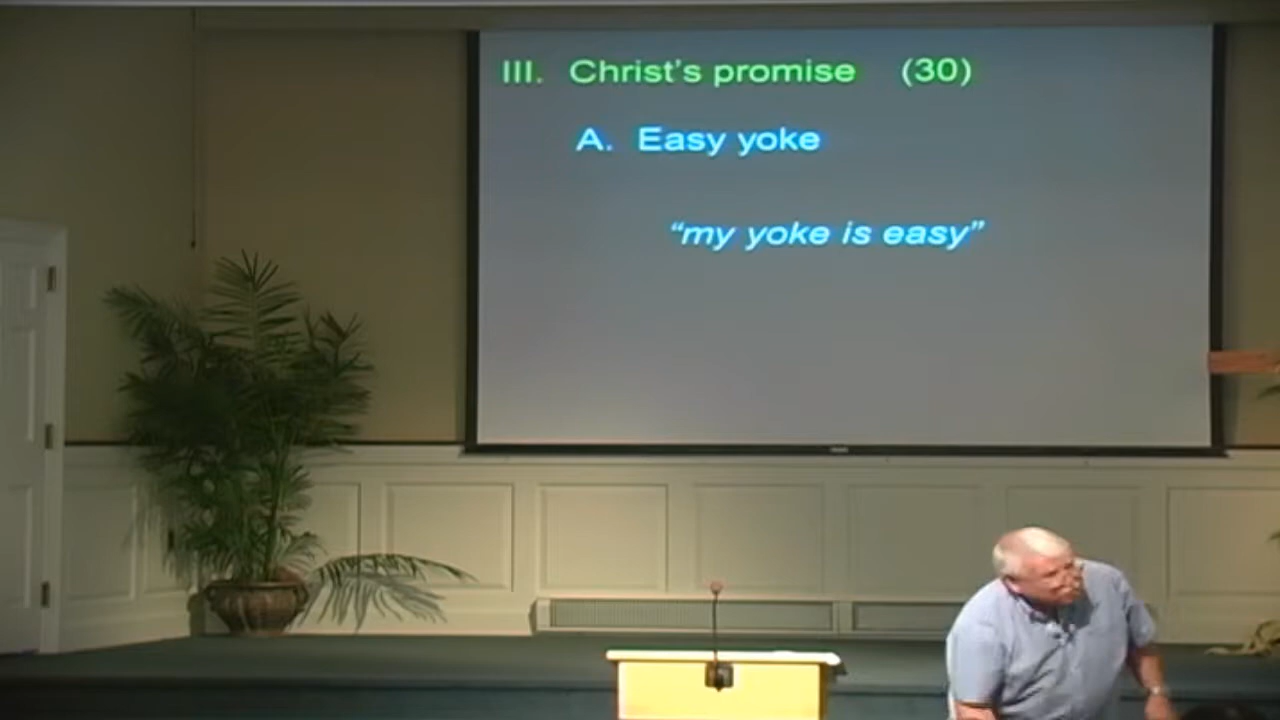 III. Christ's promise (30)
A. Easy yoke
“my yoke is easy”